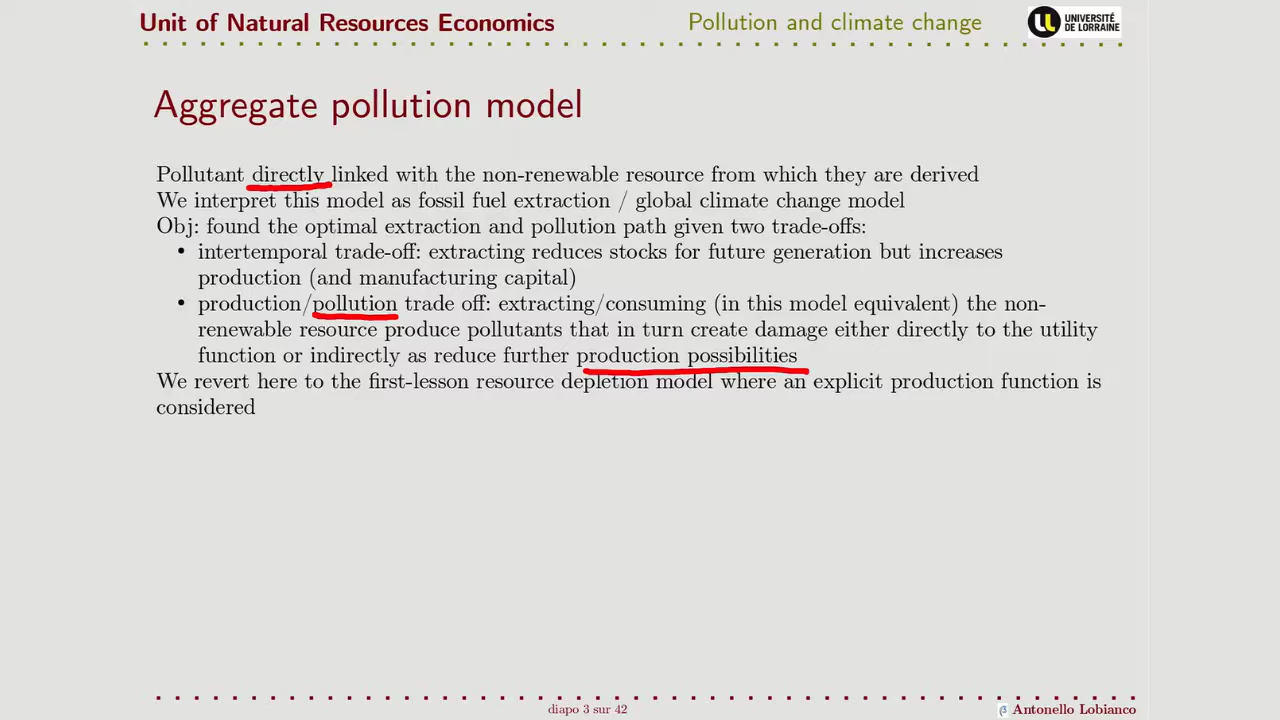 Unit of Natural Resources Economics
Pollution and climate change
UNIVERSITÉ
DE LORRAINE
Aggregate pollution model
Pollutant directly linked with the non-renewable resource from which they are derived
We interpret this model as fossil fuel extraction / global climate change model
Obj: found the optimal extraction and pollution path given two trade-offs:
• intertemporal trade-off: extracting reduces stocks for future generation but increases
production (and manufacturing capital)
• production/pollution trade off: extracting/consuming (in this model equivalent) the non-
renewable resource produce pollutants that in turn create damage either directly to the utility
function or indirectly as reduce further production possibilities
We revert here to the first-lesson resource depletion model where an explicit production function is
considered
diapo 3 sur 42
β Antonello Lobianco